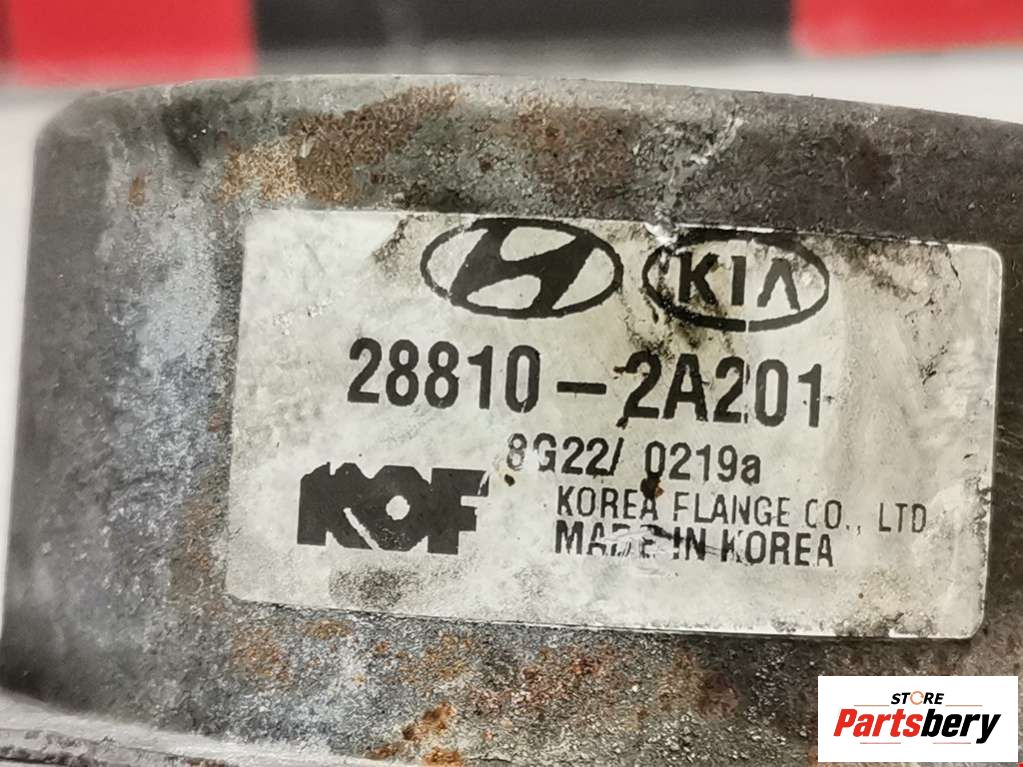 KIA
28810-2A201
8G22/ 0219a
KOF
KOREA FLANGE CO., LTD
MADE IN KOREA
STORE
Partsbery